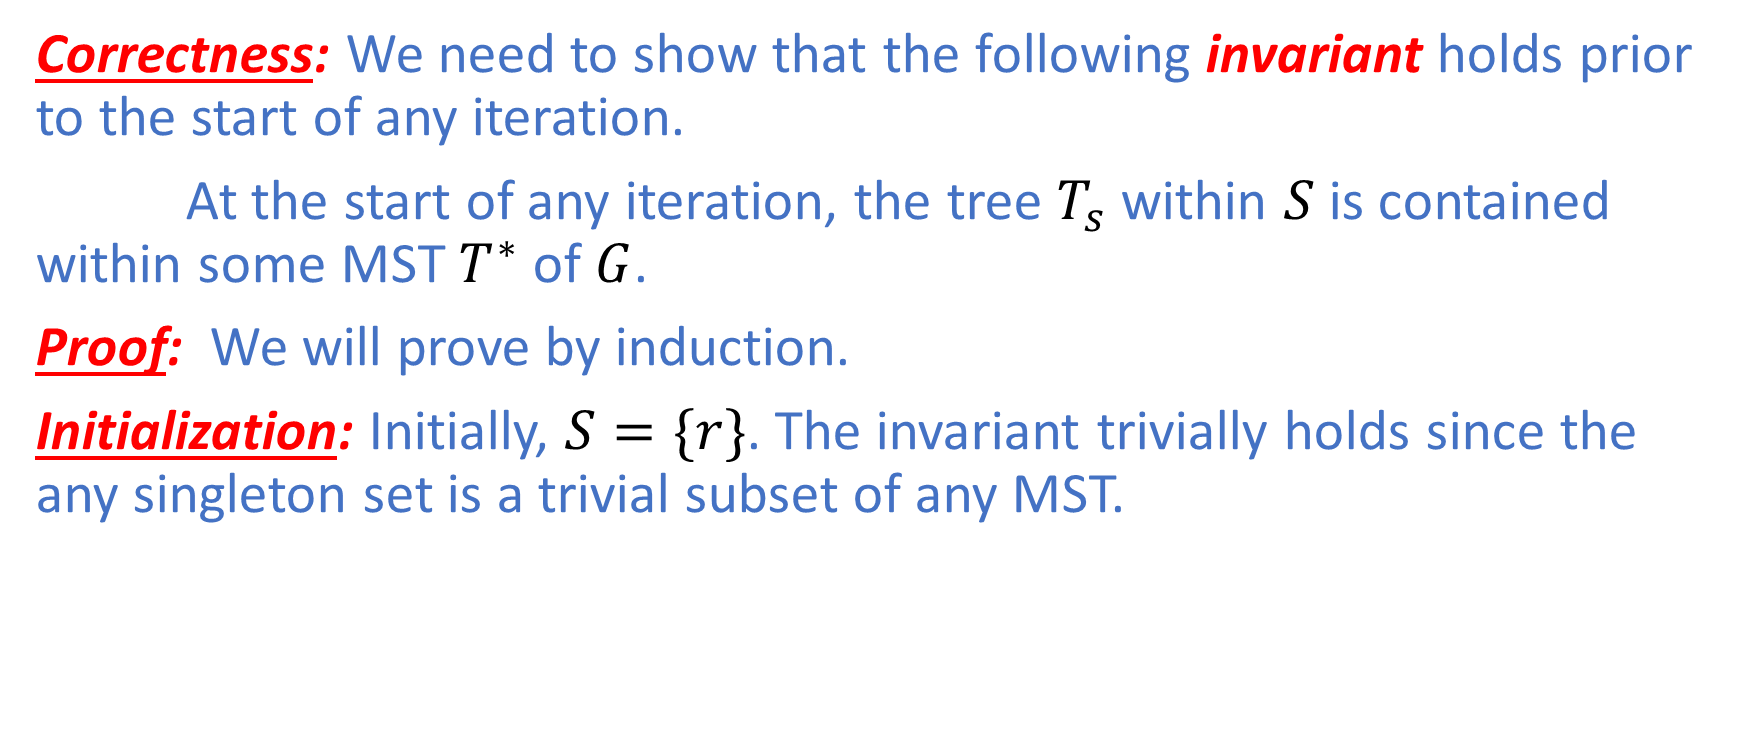 Correctness: We need to show that the following invariant holds prior
to the start of any iteration.
At the start of any iteration, the tree Tₛ within S is contained
within some MST T* of G.
Proof: We will prove by induction.
Initialization: Initially, S = {r}. The invariant trivially holds since the
any singleton set is a trivial subset of any MST.